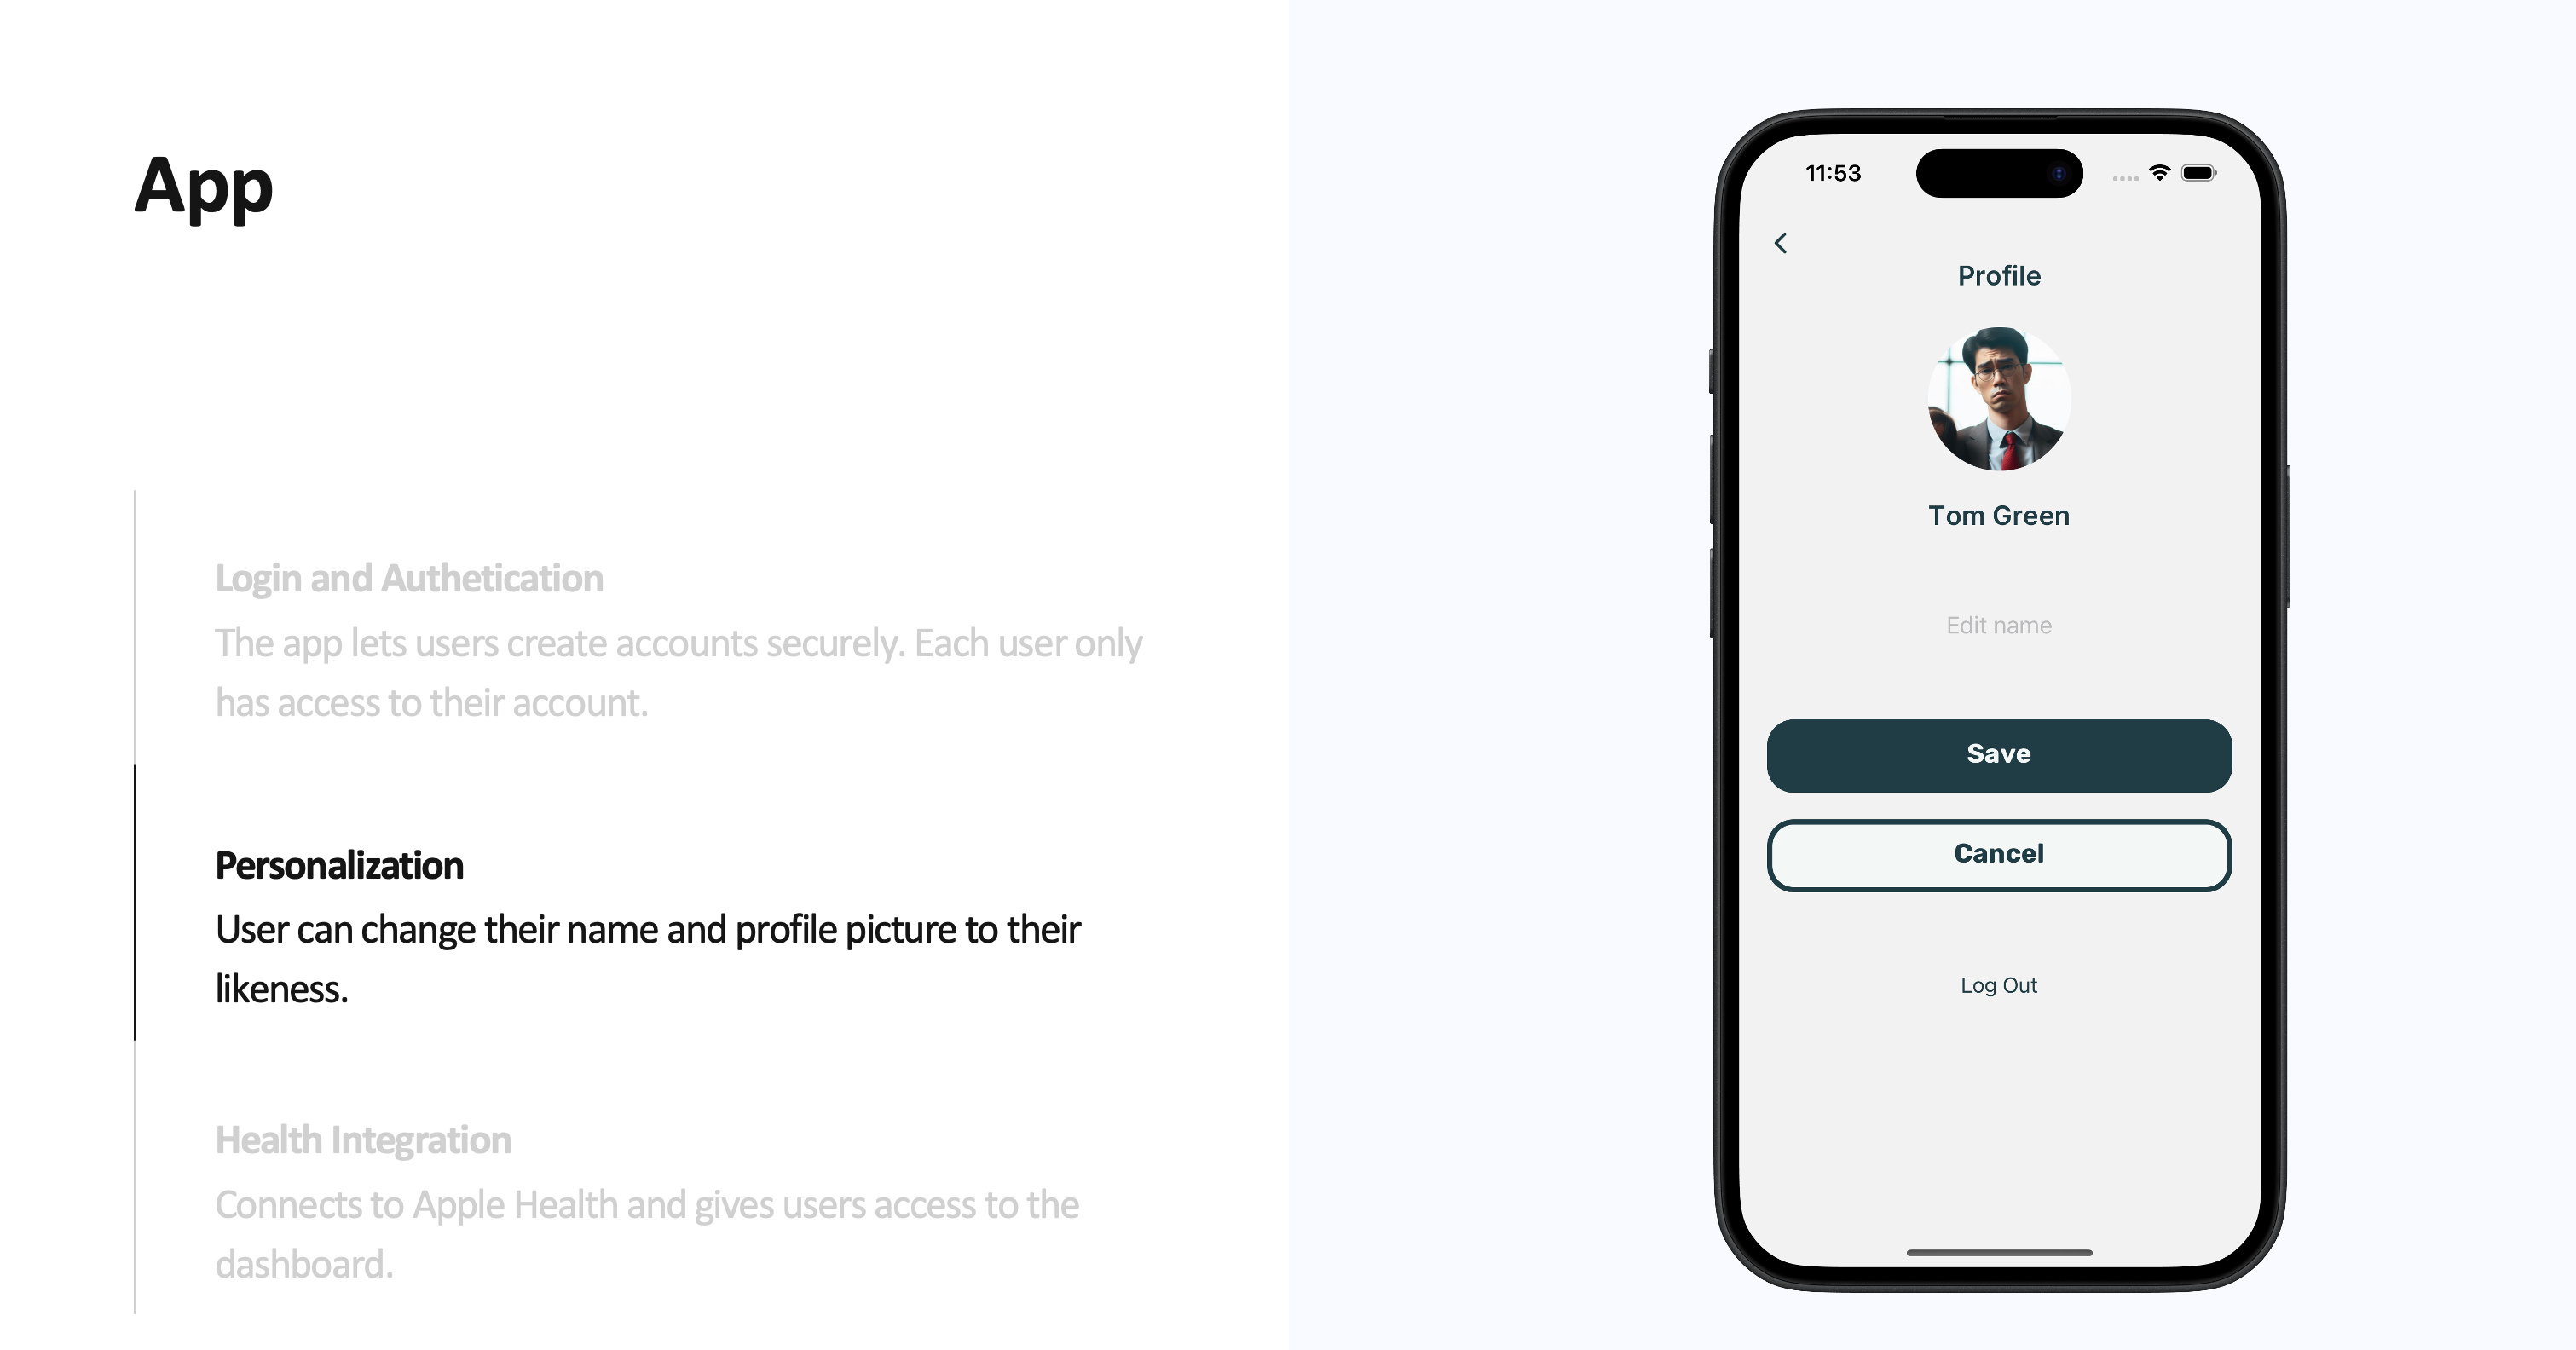 App
Login and Authetication
The app lets users create accounts securely. Each user only
has access to their account.
Personalization
User can change their name and profile picture to their
likeness.
Health Integration
Connects to Apple Health and gives users access to the
dashboard.
11:53
Profile
Tom Green
Edit name
Save
Cancel
Log Out